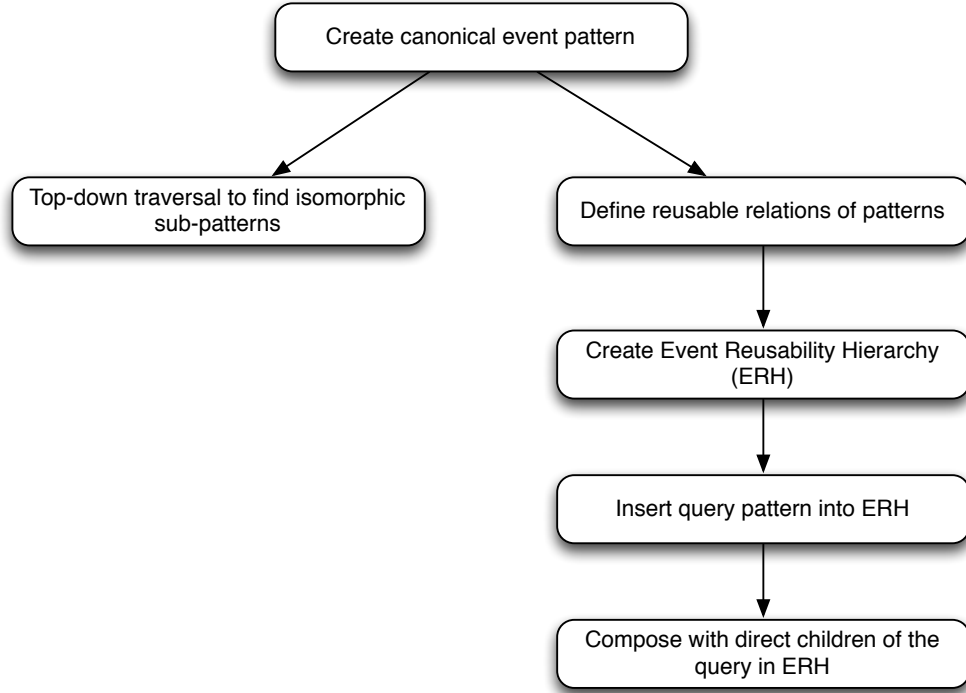 Create canonical event pattern
Top-down traversal to find isomorphic
sub-patterns
Define reusable relations of patterns
Create Event Reusability Hierarchy
(ERH)
Insert query pattern into ERH
Compose with direct children of the
query in ERH